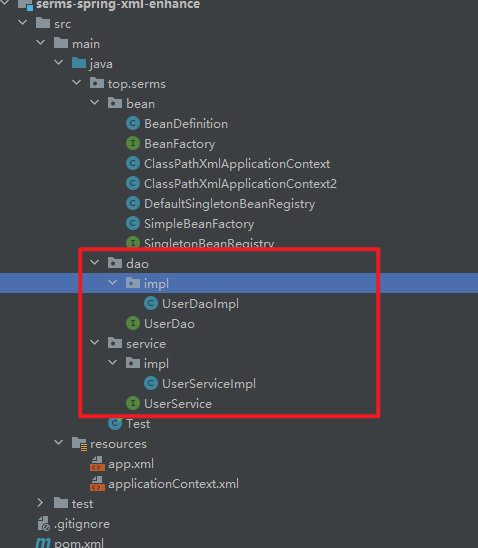 serms-spring-xml-enhance
src
main
java
top.serms
bean
BeanDefinition
BeanFactory
ClassPathXmlApplicationContext
ClassPathXmlApplicationContext2
DefaultSingletonBeanRegistry
SimpleBeanFactory
SingletonBeanRegistry
dao
impl
UserDaoImpl
UserDao
service
impl
UserServiceImpl
UserService
Test
resources
app.xml
applicationContext.xml
test
.gitignore
pom.xml